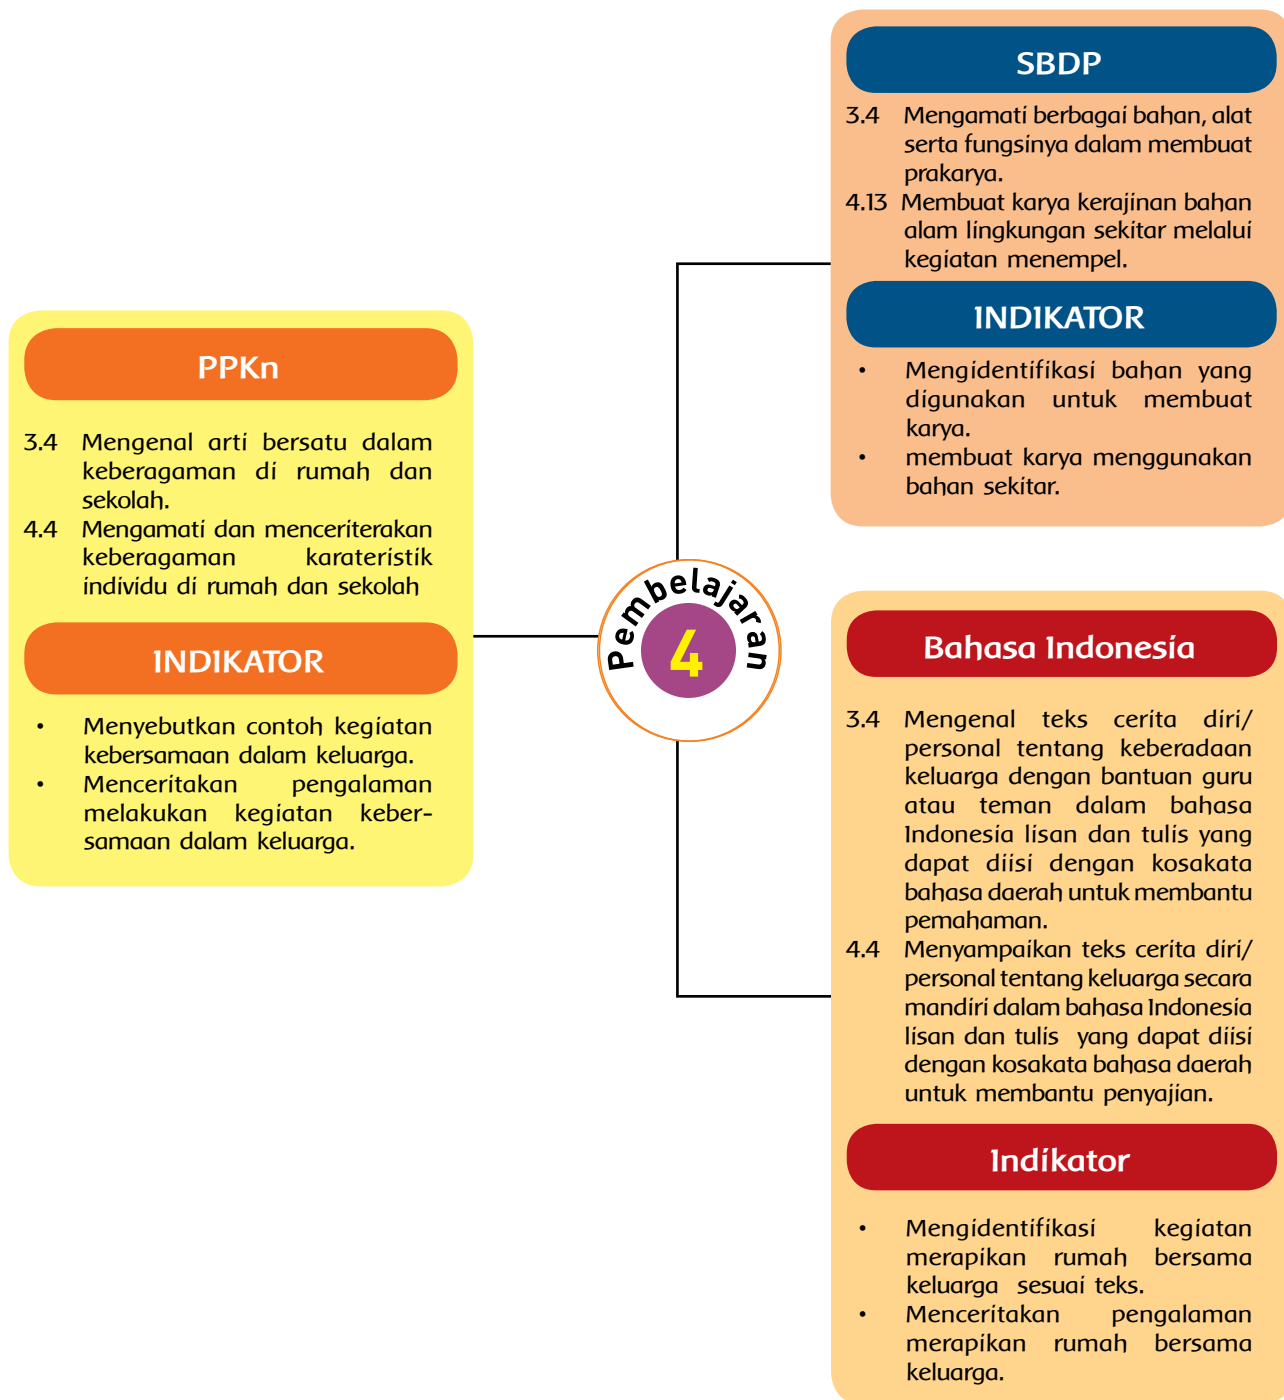 SBDP
3.4 Mengamati berbagai bahan, alat
serta fungsinya dalam membuat
prakarya.
4.13 Membuat karya kerajinan bahan
alam lingkungan sekitar melalui
kegiatan menempel.
INDIKATOR
• Mengidentifikasi bahan yang
digunakan untuk membuat
karya.
• membuat karya menggunakan
bahan sekitar.
PPKn
3.4 Mengenal arti bersatu dalam
keberagaman di rumah dan
sekolah.
4.4 Mengamati dan menceriterakan
keberagaman karateristik
individu di rumah dan sekolah
INDIKATOR
• Menyebutkan contoh kegiatan
kebersamaan dalam keluarga.
• Menceritakan pengalaman
melakukan kegiatan keber-
samaan dalam keluarga.
Pembelajaran
4
Bahasa Indonesia
3.4 Mengenal teks cerita diri/
personal tentang keberadaan
keluarga dengan bantuan guru
atau teman dalam bahasa
Indonesia lisan dan tulis yang
dapat diisi dengan kosakata
bahasa daerah untuk membantu
pemahaman.
4.4 Menyampaikan teks cerita diri/
personal tentang keluarga secara
mandiri dalam bahasa Indonesia
lisan dan tulis yang dapat diisi
dengan kosakata bahasa daerah
untuk membantu penyajian.
Indikator
• Mengidentifikasi kegiatan
merapikan rumah bersama
keluarga sesuai teks.
• Menceritakan pengalaman
merapikan rumah bersama
keluarga.